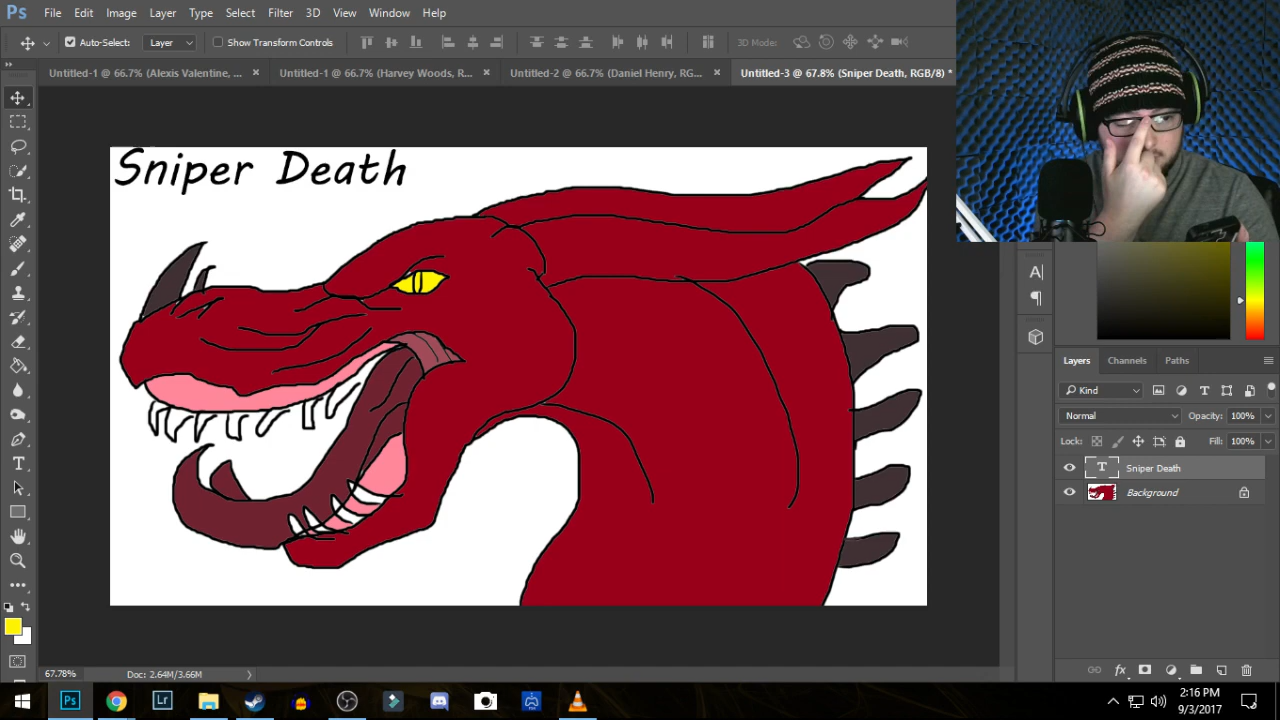 Ps File Edit Image Layer Type Select Filter 3D View Window Help
Auto-Select: Layer Show Transform Controls 3D Mode:
Untitled-1 @ 66.7% (Alexis Valentine, ... × Untitled-1 @ 66.7% (Harvey Woods, R... × Untitled-2 @ 66.7% (Daniel Henry, RG... × Untitled-3 @ 67.8% (Sniper Death, RGB/8) *
Sniper Death
Layers Channels Paths
Kind
Normal Opacity: 100%
Lock: Fill: 100%
Sniper Death
Background
67.78% Doc: 2.64M/3.66M
Ps Lr 2:16 PM
9/3/2017